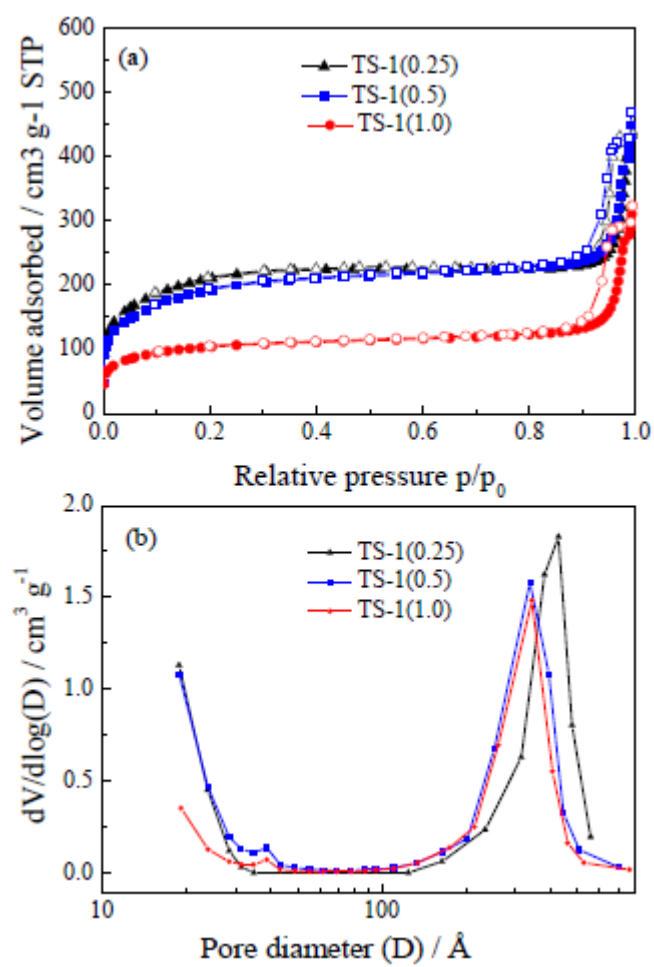 600
(a)
TS-1(0.25)
500
TS-1(0.5)
TS-1(1.0)
400
300
200
100
0
0.0 0.2 0.4 0.6 0.8 1.0
Volume adsorbed / cm3 g-1 STP
Relative pressure p/p₀
2.0
(b)
TS-1(0.25)
TS-1(0.5)
1.5
TS-1(1.0)
1.0
0.5
0.0
10 100
dV/dlog(D) / cm³ g⁻¹
Pore diameter (D) / Å